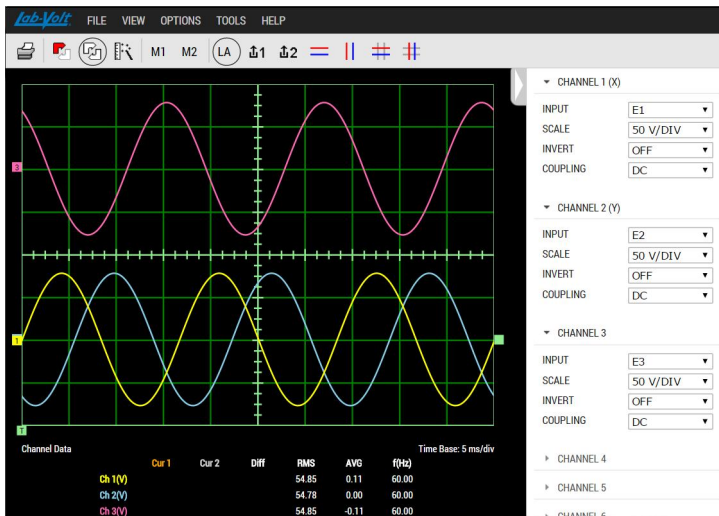 Lab-Volt FILE VIEW OPTIONS TOOLS HELP
M1 M2 LA 1 2
CHANNEL 1 (X)
INPUT E1
SCALE 50 V/DIV
INVERT OFF
COUPLING DC
CHANNEL 2 (Y)
INPUT E2
SCALE 50 V/DIV
INVERT OFF
COUPLING DC
CHANNEL 3
INPUT E3
SCALE 50 V/DIV
INVERT OFF
COUPLING DC
CHANNEL 4
CHANNEL 5
CHANNEL 6
3
1
T
Channel Data Time Base: 5 ms/div
Cur 1 Cur 2 Diff RMS AVG f(Hz)
Ch 1(V) 54.85 0.11 60.00
Ch 2(V) 54.78 0.00 60.00
Ch 3(V) 54.85 -0.11 60.00